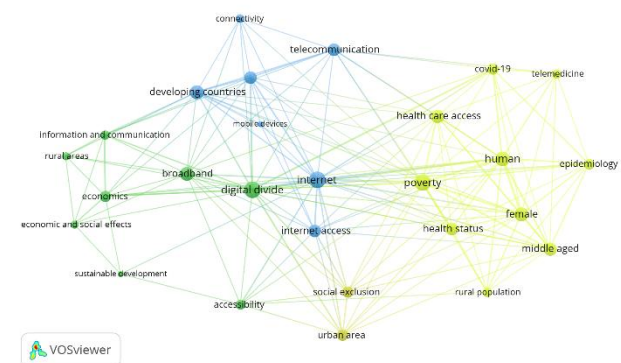 connectivity
telecommunication
covid-19
telemedicine
developing countries
health care access
mobile devices
information and communication
rural areas
human
epidemiology
broadband
internet
poverty
digital divide
economics
female
economic and social effects
internet access
health status
middle aged
sustainable development
social exclusion
rural population
accessibility
urban area
VOSviewer